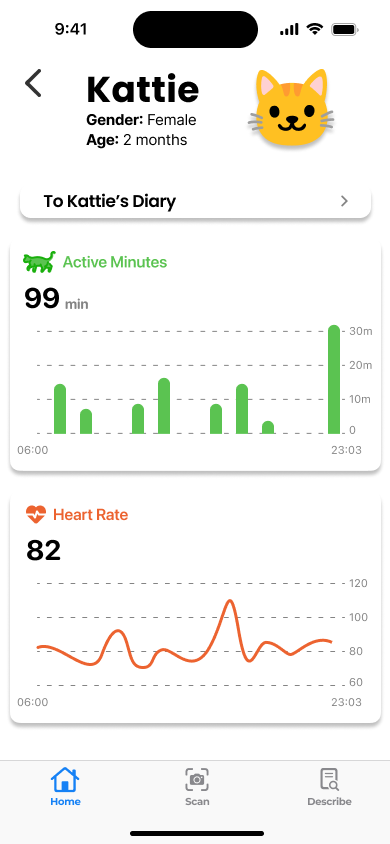 9:41
Kattie
Gender: Female
Age: 2 months
To Kattie's Diary
Active Minutes
99 min
30m
20m
10m
0
06:00 23:03
Heart Rate
82
120
100
80
60
06:00 23:03
Home Scan Describe